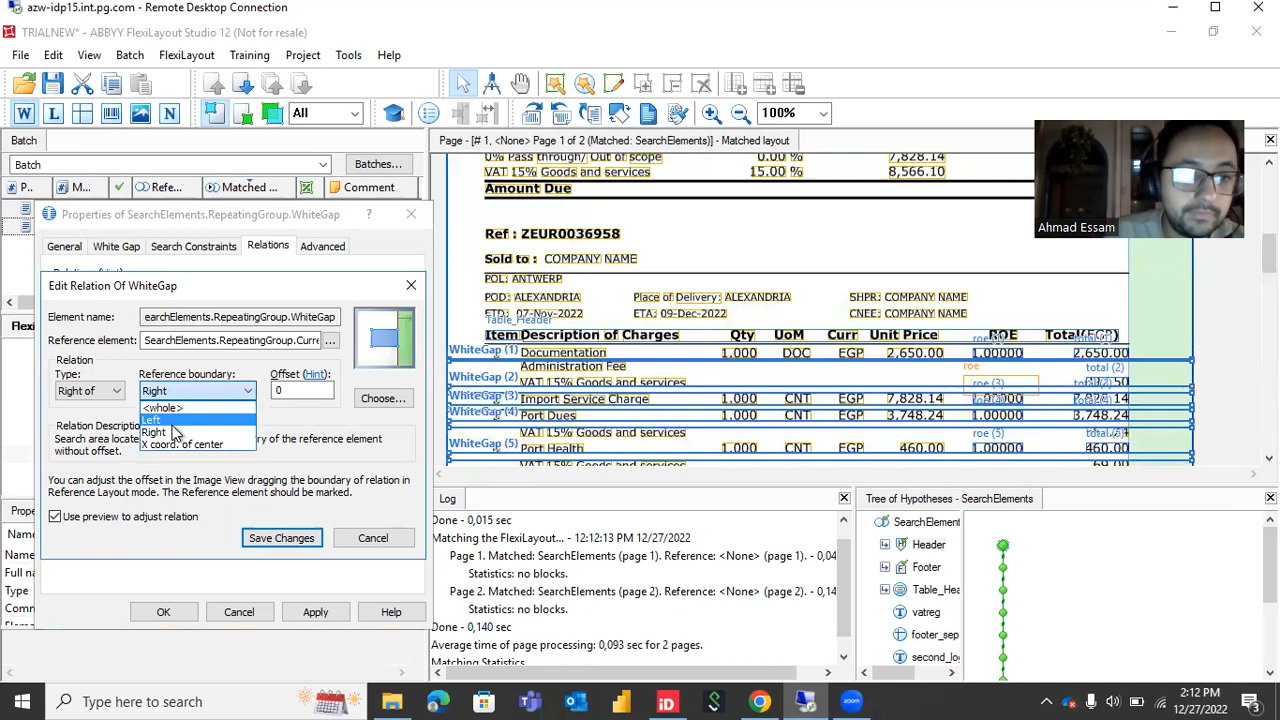 azw-idp15.int.pg.com - Remote Desktop Connection
TRIALNEW* - ABBYY FlexiLayout Studio 12 (Not for resale)
File Edit View Batch FlexiLayout Training Project Tools Help
W L All 100%
Batch
Page - [# 1, <None> Page 1 of 2 (Matched: SearchElements) - Matched layout
Batch Batches...
P.. M... Refe... Matched... Comment
Properties of SearchElements.RepeatingGroup.WhiteGap ?
General White Gap Search Constraints Relations Advanced
Edit Relation Of WhiteGap
Element name: earchElements.RepeatingGroup.WhiteGap
Reference element: SearchElements.RepeatingGroup.Curre ...
Relation
Type: Reference boundary: Offset (Hint):
Right of Right 0 Choose...
<whole>
Left
Right
X coord. of center
Relation Description
Search area locate
ry of the reference element
without offset.
You can adjust the offset in the Image View dragging the boundary of relation in
Reference Layout mode. The Reference element should be marked.
Use preview to adjust relation
Save Changes Cancel
OK Cancel Apply Help
Flexi
Prope
Name
Full na
Type
Comm
0% Pass through/ Out of scope 0.00 % 7,828.14
VAT 15% Goods and services 15.00 % 8,566.10
Amount Due
Ahmad Essam
Ref : ZEUR0036958
Sold to : COMPANY NAME
POL: ANTWERP
POD: ALEXANDRIA Place of Delivery: ALEXANDRIA SHPR: COMPANY NAME
ETD: 07-Nov-2022 ETA: 09-Dec-2022 CNEE: COMPANY NAME
Table_Header
Item Description of Charges Qty UoM Curr Unit Price ROE Total(EGP)
WhiteGap (1) Documentation 1.000 DOC EGP 2,650.00 1.00000 2,650.00
Administration Fee roe total (2)
WhiteGap (2) VAT 15% Goods and services roe (3)
WhiteGap (3) Import Service Charge 1.000 CNT EGP 7,828.14
WhiteGap (4) Port Dues 1.000 CNT EGP 3,748.24 1.00000 3,748.24
VAT 15% Goods and services roe (5)
WhiteGap (5) Port Health 1.000 CNT EGP 460.00 1.00000 460.00
VAT 15% Goods and services 69.00
Log
Done - 0,015 sec
Matching the FlexiLayout... - 12:12:13 PM 12/27/2022
Page 1. Matched: SearchElements (page 1). Reference: <None> (page 1). - 0,04
Statistics: no blocks.
Page 2. Matched: SearchElements (page 2). Reference: <None> (page 2). - 0,14
Statistics: no blocks.
Done - 0,140 sec
Average time of page processing: 0,093 sec for 2 pages.
Matching Statistics
Tree of Hypotheses - SearchElements
SearchElement
Header
Footer
Table_Hea
vatreg
footer_sep
second_log
Type here to search
2:12 PM
12/27/2022
3